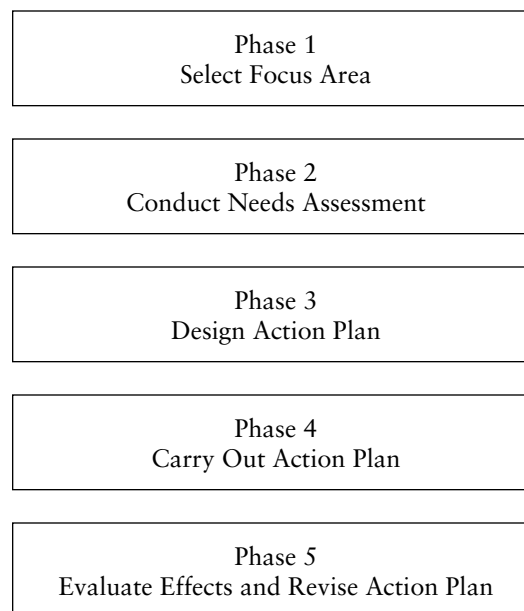 Phase 1
Select Focus Area
Phase 2
Conduct Needs Assessment
Phase 3
Design Action Plan
Phase 4
Carry Out Action Plan
Phase 5
Evaluate Effects and Revise Action Plan